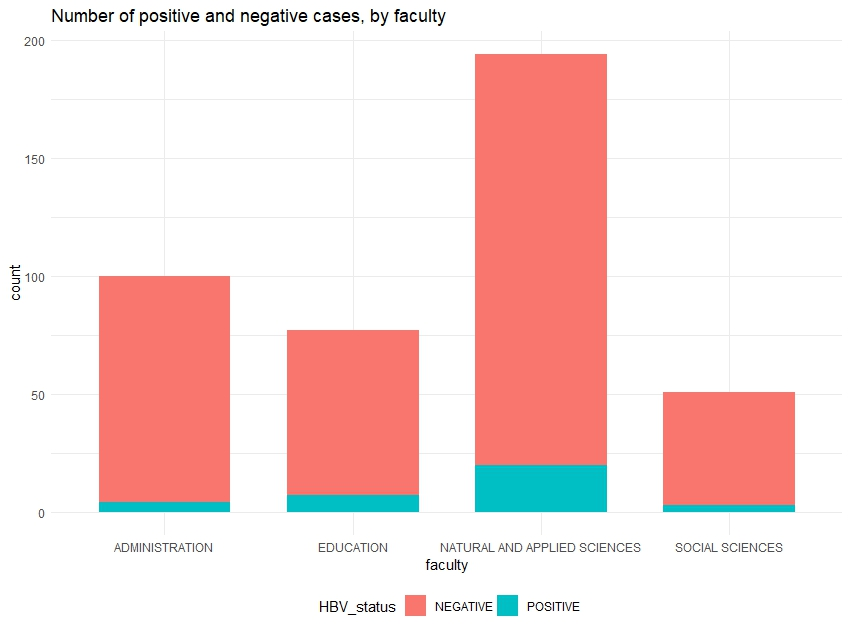 Number of positive and negative cases, by faculty
200
150
100
50
0
count
ADMINISTRATION EDUCATION NATURAL AND APPLIED SCIENCES SOCIAL SCIENCES
faculty
HBV_status NEGATIVE POSITIVE